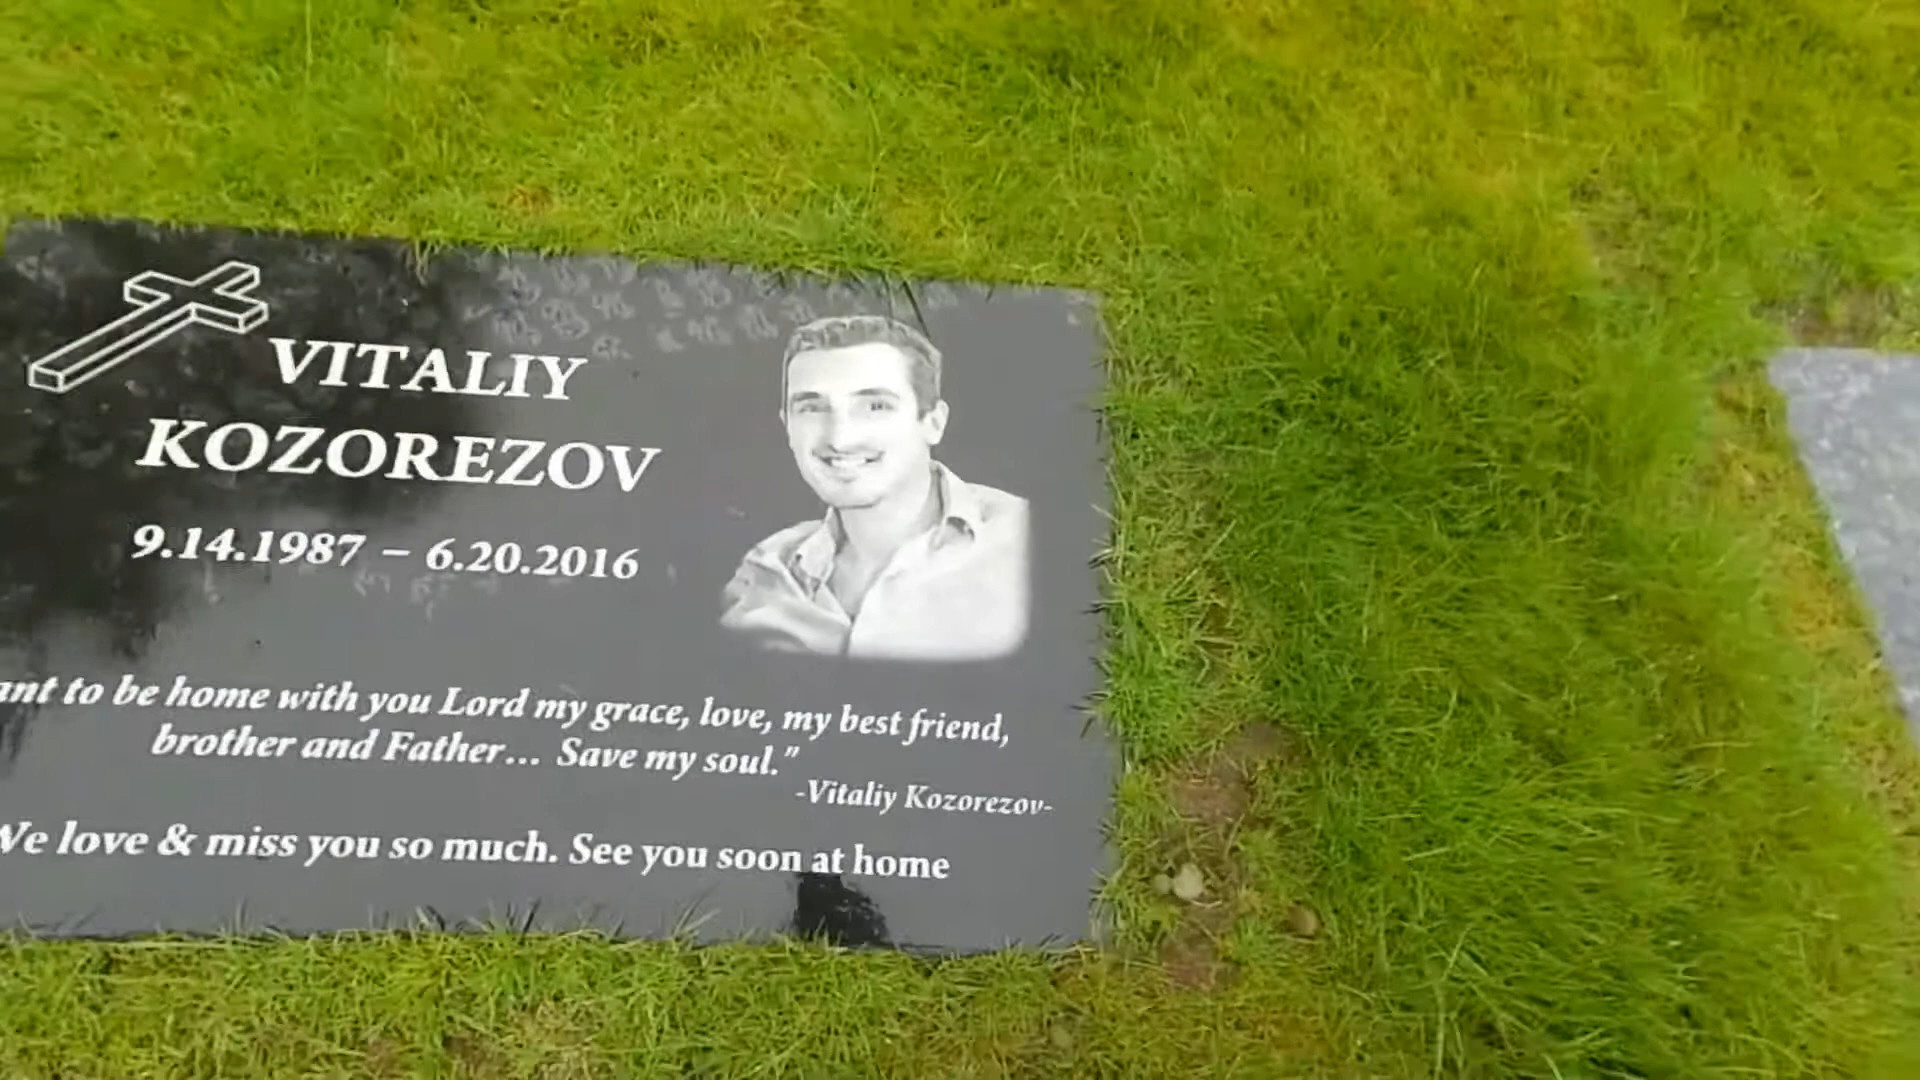 VITALIY
KOZOREZOV
9.14.1987 – 6.20.2016
to be home with you Lord my grace, love, my best friend,
brother and Father... Save my soul.”
-Vitaliy Kozorezov-
We love & miss you so much. See you soon at home